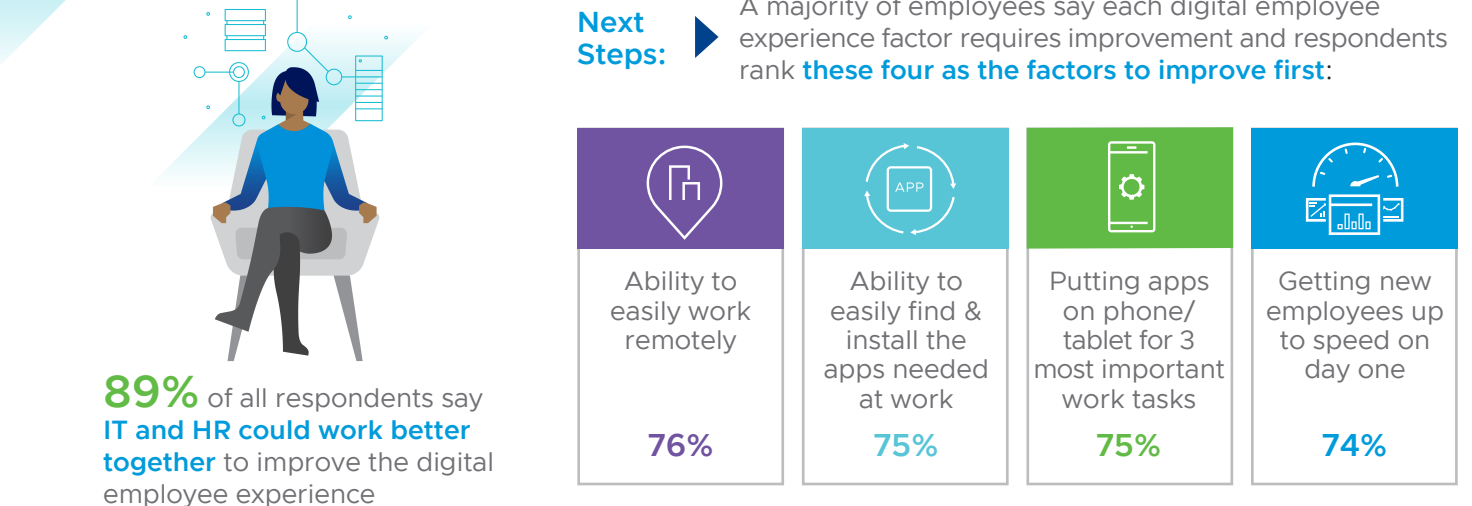 89% of all respondents say
IT and HR could work better
together to improve the digital
employee experience
Next
Steps:
A majority of employees say each digital employee
experience factor requires improvement and respondents
rank these four as the factors to improve first:
Ability to
easily work
remotely
76%
APP
Ability to
easily find &
install the
apps needed
at work
75%
Putting apps
on phone/
tablet for 3
most important
work tasks
75%
Getting new
employees up
to speed on
day one
74%